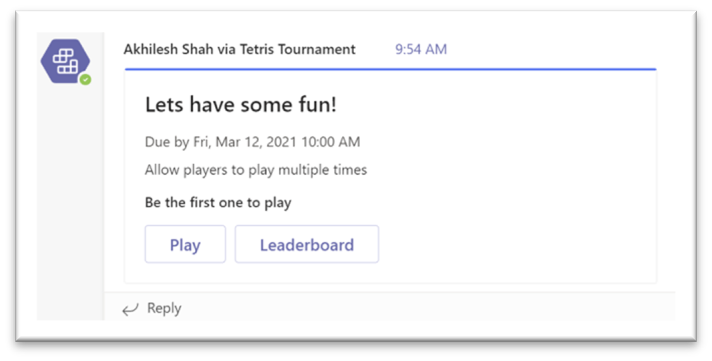 Akhilesh Shah via Tetris Tournament 9:54 AM
Lets have some fun!
Due by Fri, Mar 12, 2021 10:00 AM
Allow players to play multiple times
Be the first one to play
Play Leaderboard
Reply